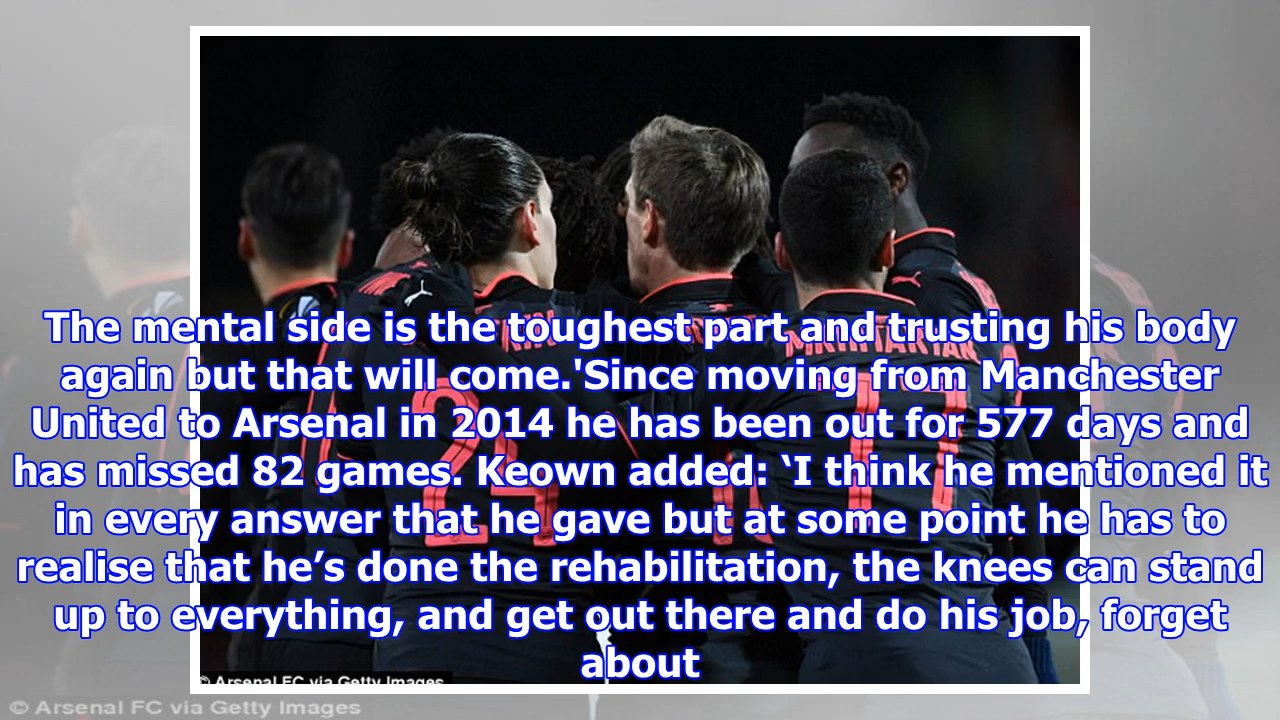 The mental side is the toughest part and trusting his body
again but that will come.'Since moving from Manchester
United to Arsenal in 2014 he has been out for 577 days and
has missed 82 games. Keown added: ‘I think he mentioned it
in every answer that he gave but at some point he has to
realise that he’s done the rehabilitation, the knees can stand
up to everything, and get out there and do his job, forget
about
MKHITARYAN
24
17
© Arsenal FC via Getty Images
© Arsenal FC via Getty Images